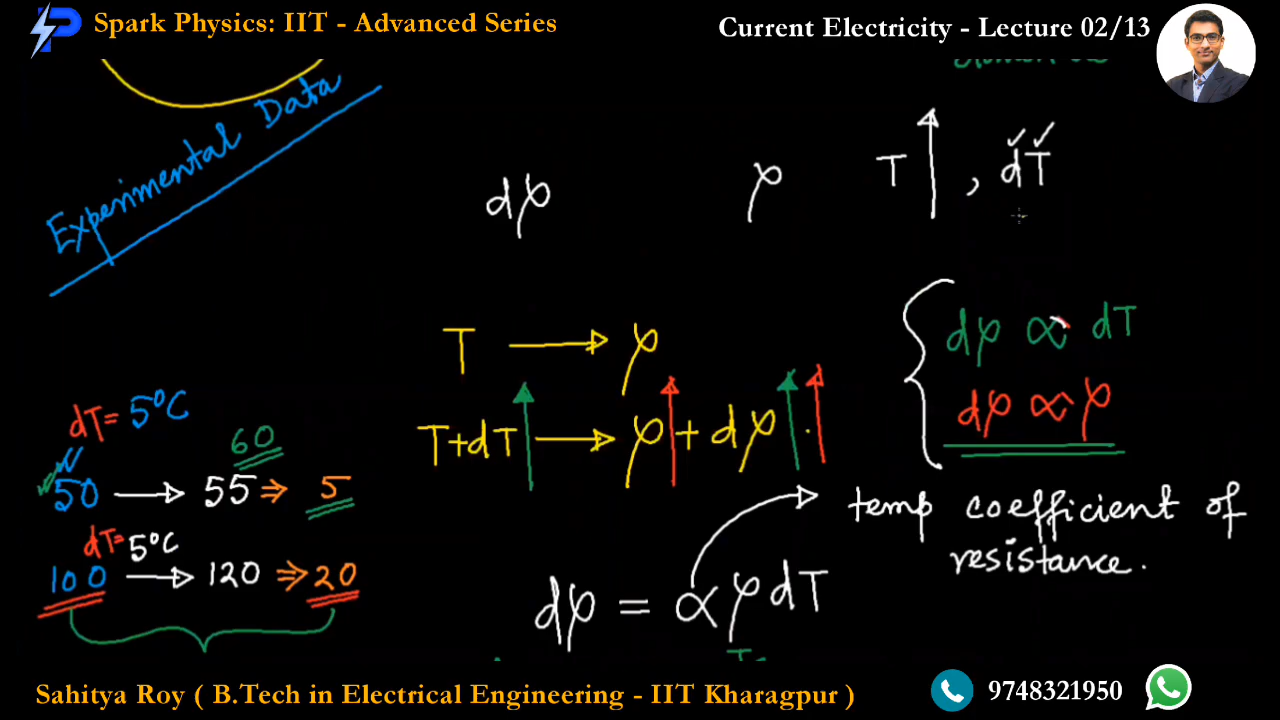 Spark Physics: IIT - Advanced Series
Current Electricity - Lecture 02/13
Experimental Data
dρ
ρ
T , dT
T → ρ
T+dT → ρ + dρ .
dρ ∝ dT
dρ ∝ ρ
dT = 5°C
60
50 → 55 ⇒ 5
dT= 5°C
100 → 120 ⇒ 20
temp coefficient of
resistance.
dρ = ∝ρdT
Sahitya Roy ( B.Tech in Electrical Engineering - IIT Kharagpur )
9748321950